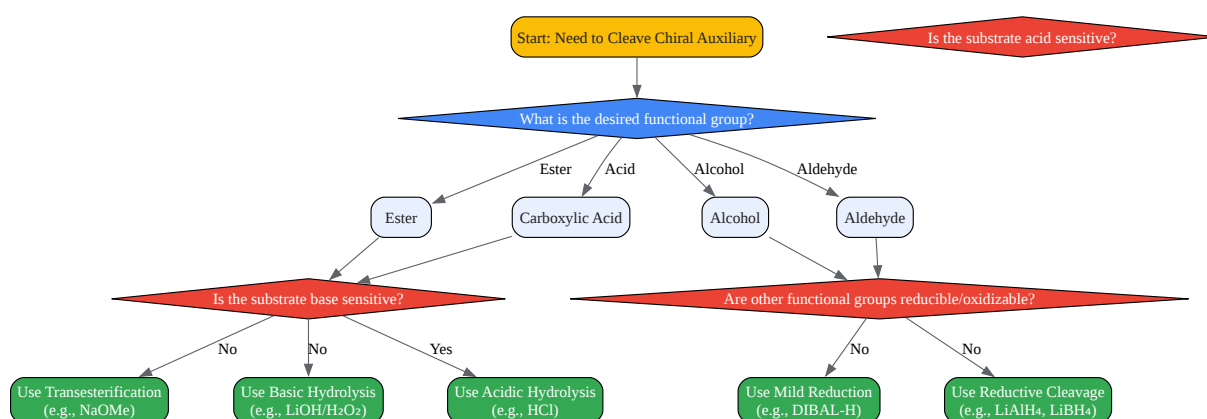 Start: Need to Cleave Chiral Auxiliary
Is the substrate acid sensitive?
What is the desired functional group?
Ester
Acid
Alcohol
Aldehyde
Ester
Carboxylic Acid
Alcohol
Aldehyde
Is the substrate base sensitive?
Are other functional groups reducible/oxidizable?
No
No
Yes
No
No
Use Transesterification
(e.g., NaOMe)
Use Basic Hydrolysis
(e.g., LiOH/H₂O₂)
Use Acidic Hydrolysis
(e.g., HCl)
Use Mild Reduction
(e.g., DIBAL-H)
Use Reductive Cleavage
(e.g., LiAlH₄, LiBH₄)